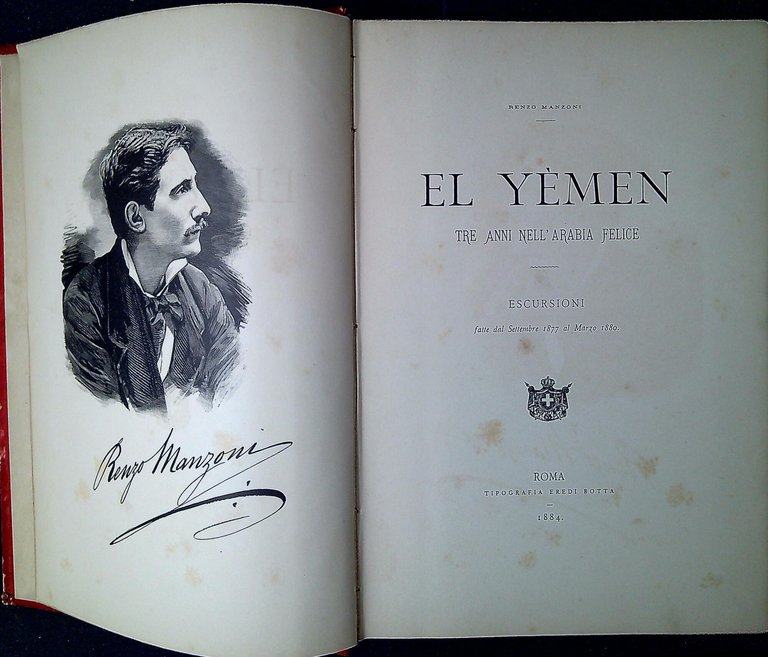 Renzo Manzoni
RENZO MANZONI
EL YÈMEN
TRE ANNI NELL'ARABIA FELICE
ESCURSIONI
fatte dal Settembre 1877 al Marzo 1880.
ROMA
TIPOGRAFIA EREDI BOTTA
1884.